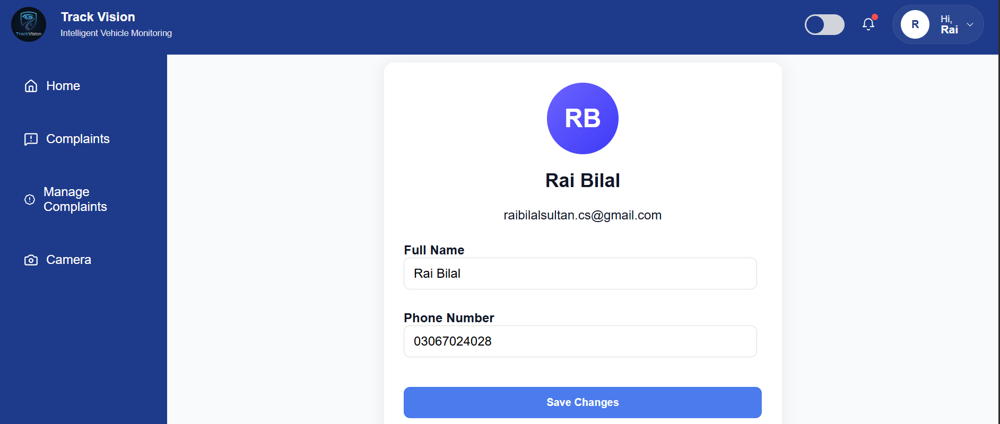 TrackVision
Track Vision
Intelligent Vehicle Monitoring
R
Hi,
Rai
Home
Complaints
Manage
Complaints
Camera
RB
Rai Bilal
raibilalsultan.cs@gmail.com
Full Name
Rai Bilal
Phone Number
03067024028
Save Changes